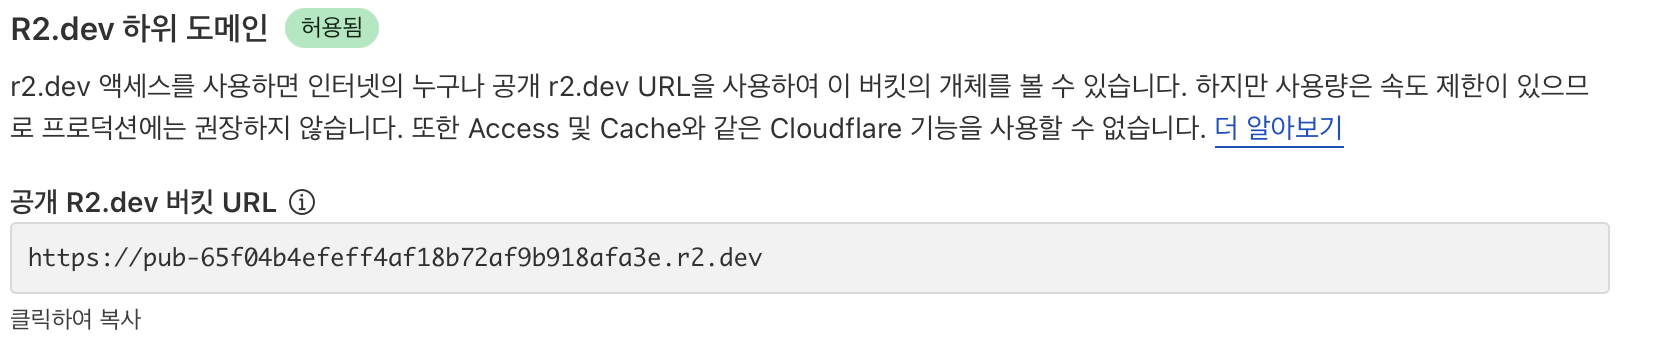 R2.dev 하위 도메인 허용됨
r2.dev 액세스를 사용하면 인터넷의 누구나 공개 r2.dev URL을 사용하여 이 버킷의 개체를 볼 수 있습니다. 하지만 사용량은 속도 제한이 있으므
로 프로덕션에는 권장하지 않습니다. 또한 Access 및 Cache와 같은 Cloudflare 기능을 사용할 수 없습니다. 더 알아보기
공개 R2.dev 버킷 URL
https://pub-65f04b4efeff4af18b72af9b918afa3e.r2.dev
클릭하여 복사